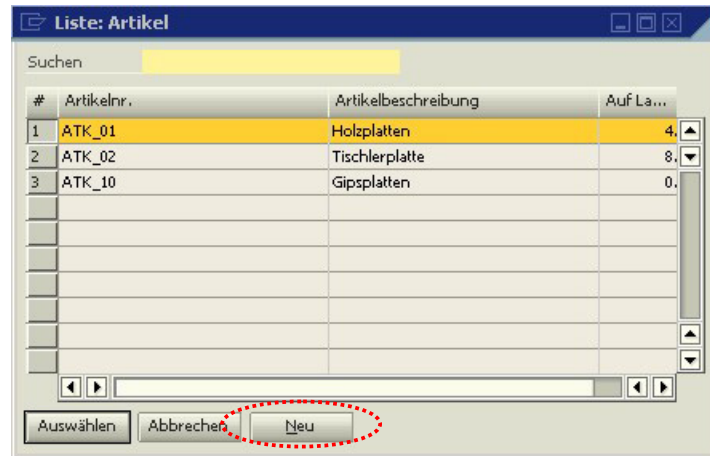 Liste: Artikel
Suchen
# Artikelnr. Artikelbeschreibung Auf La...
1 ATK_01 Holzplatten 4.
2 ATK_02 Tischlerplatte 8.
3 ATK_10 Gipsplatten 0.
Auswählen Abbrechen Neu